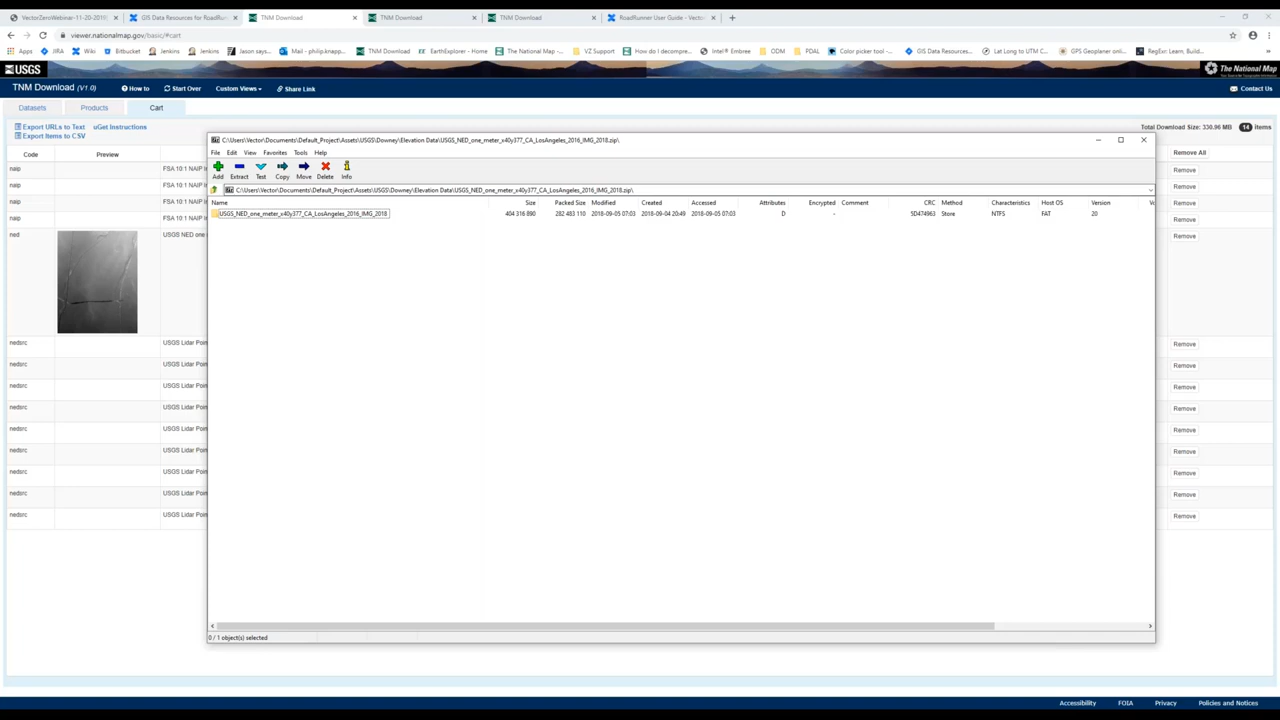 VectorZeroWebinar-11-20-2019
GIS Data Resources for RoadRun
TNM Download
TNM Download
TNM Download
RoadRunner User Guide - Vector
viewer.nationalmap.gov/basic/#cart
Apps JIRA Wiki Bitbucket Jenkins Jenkins Jason says... Mail - philip.knapp... TNM Download EarthExplorer - Home The National Map -... VZ Support How do I decompre... Intel® Embree ODM PDAL Color picker tool -... GIS Data Resources... Lat Long to UTM C... GPS Geoplaner onli... RegExr: Learn, Build...
USGS
The National Map
TNM Download (V1.0) How to Start Over Custom Views Share Link Contact Us
Datasets Products Cart
Export URLs to Text uGet Instructions
Export Items to CSV
Total Download Size: 330.96 MB 14 items
Code Preview Remove All
naip FSA 10:1 NAIP Remove
naip FSA 10:1 NAIP Remove
naip FSA 10:1 NAIP Remove
naip FSA 10:1 NAIP Remove
ned USGS NED one Remove
nedsrc USGS Lidar Poin Remove
nedsrc USGS Lidar Poin Remove
nedsrc USGS Lidar Poin Remove
nedsrc USGS Lidar Poin Remove
nedsrc USGS Lidar Poin Remove
nedsrc USGS Lidar Poin Remove
nedsrc USGS Lidar Poin Remove
nedsrc USGS Lidar Poin Remove
nedsrc USGS Lidar Poin Remove
C:\Users\Vector\Documents\Default_Project\Assets\USGS\Downey\Elevation Data\USGS_NED_one_meter_x40y377_CA_LosAngeles_2016_IMG_2018.zip\
File Edit View Favorites Tools Help
Add Extract Test Copy Move Delete Info
C:\Users\Vector\Documents\Default_Project\Assets\USGS\Downey\Elevation Data\USGS_NED_one_meter_x40y377_CA_LosAngeles_2016_IMG_2018.zip\
Name Size Packed Size Modified Created Accessed Attributes Encrypted Comment CRC Method Characteristics Host OS Version
USGS_NED_one_meter_x40y377_CA_LosAngeles_2016_IMG_2018 404 316 890 282 483 110 2018-09-05 07:03 2018-09-04 20:49 2018-09-05 07:03 D - 5D474963 Store NTFS FAT 20
0 / 1 object(s) selected
Accessibility FOIA Privacy Policies and Notices